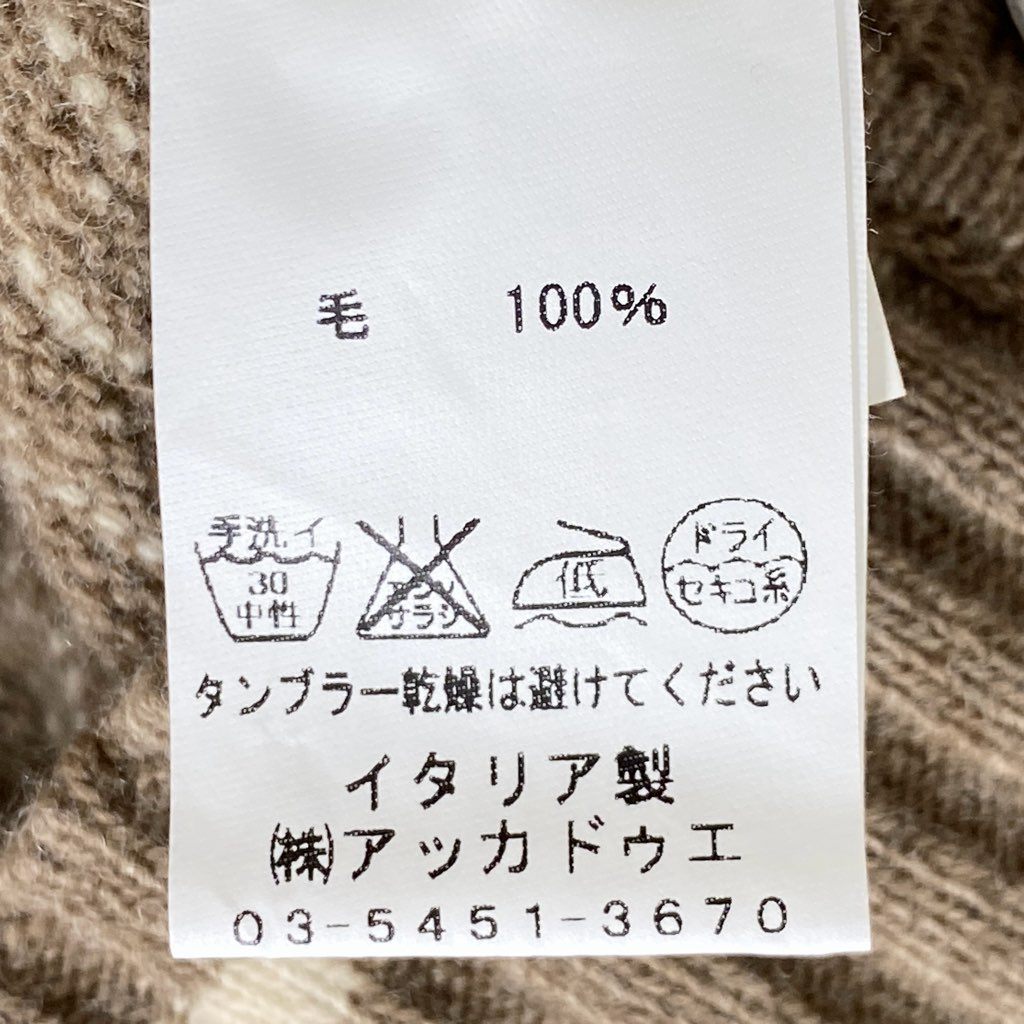 毛 100%
手洗イ
30
中性
エンソ
サラシ
低
ドライ
セキユ系
タンブラー乾燥は避けてください
イタリア製
㈱アッカドゥエ
03-5451-3670